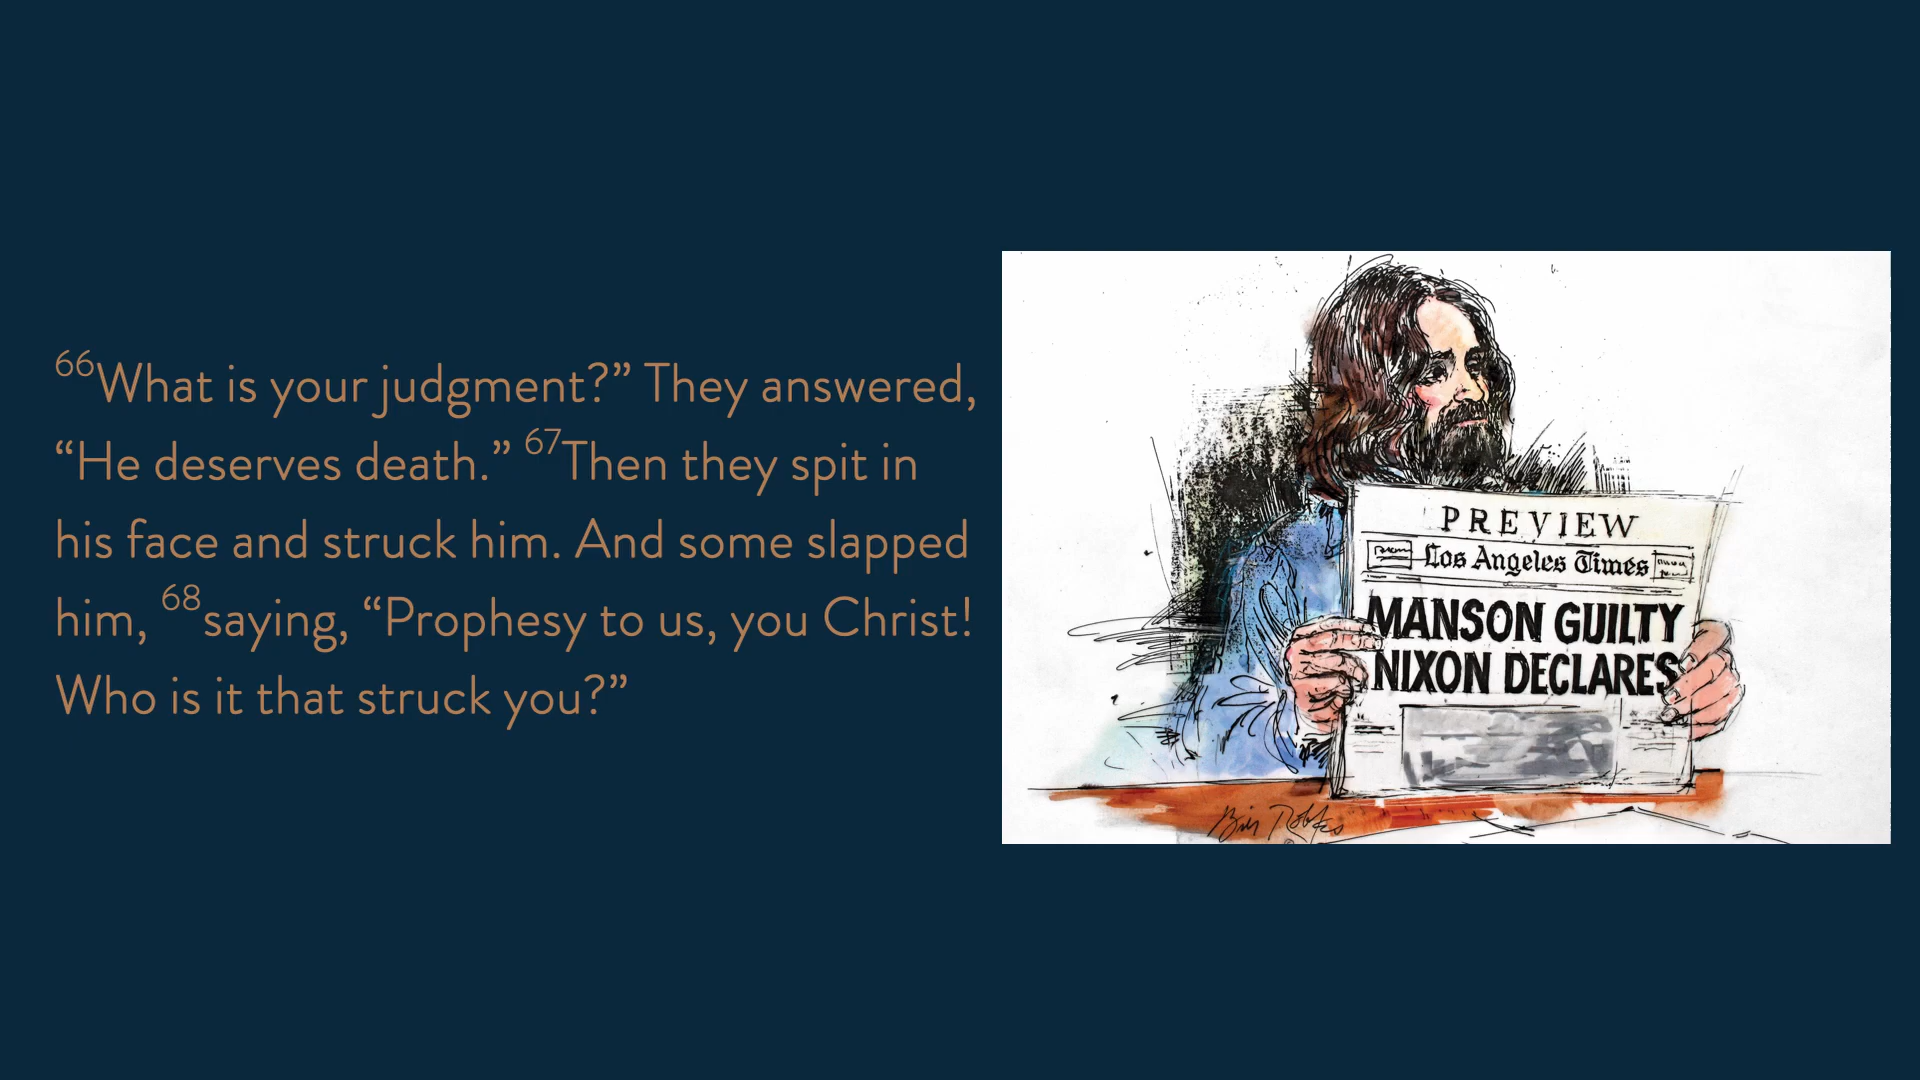 66What is your judgment?” They answered,
“He deserves death.” 67Then they spit in
his face and struck him. And some slapped
him, 68saying, “Prophesy to us, you Christ!
Who is it that struck you?”
PREVIEW
Los Angeles Times
MANSON GUILTY
NIXON DECLARES
Bill Robles